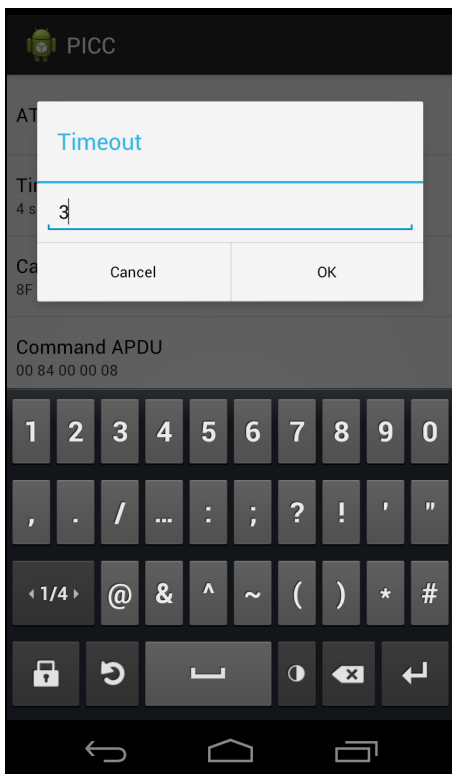 PICC
AT
Timeout
Tir
4 s
3
Ca
8F
Cancel
OK
Command APDU
00 84 00 00 08
1 2 3 4 5 6 7 8 9 0
, . / ... : ; ? ! ' "
1/4 @ & ^ ~ ( ) * #